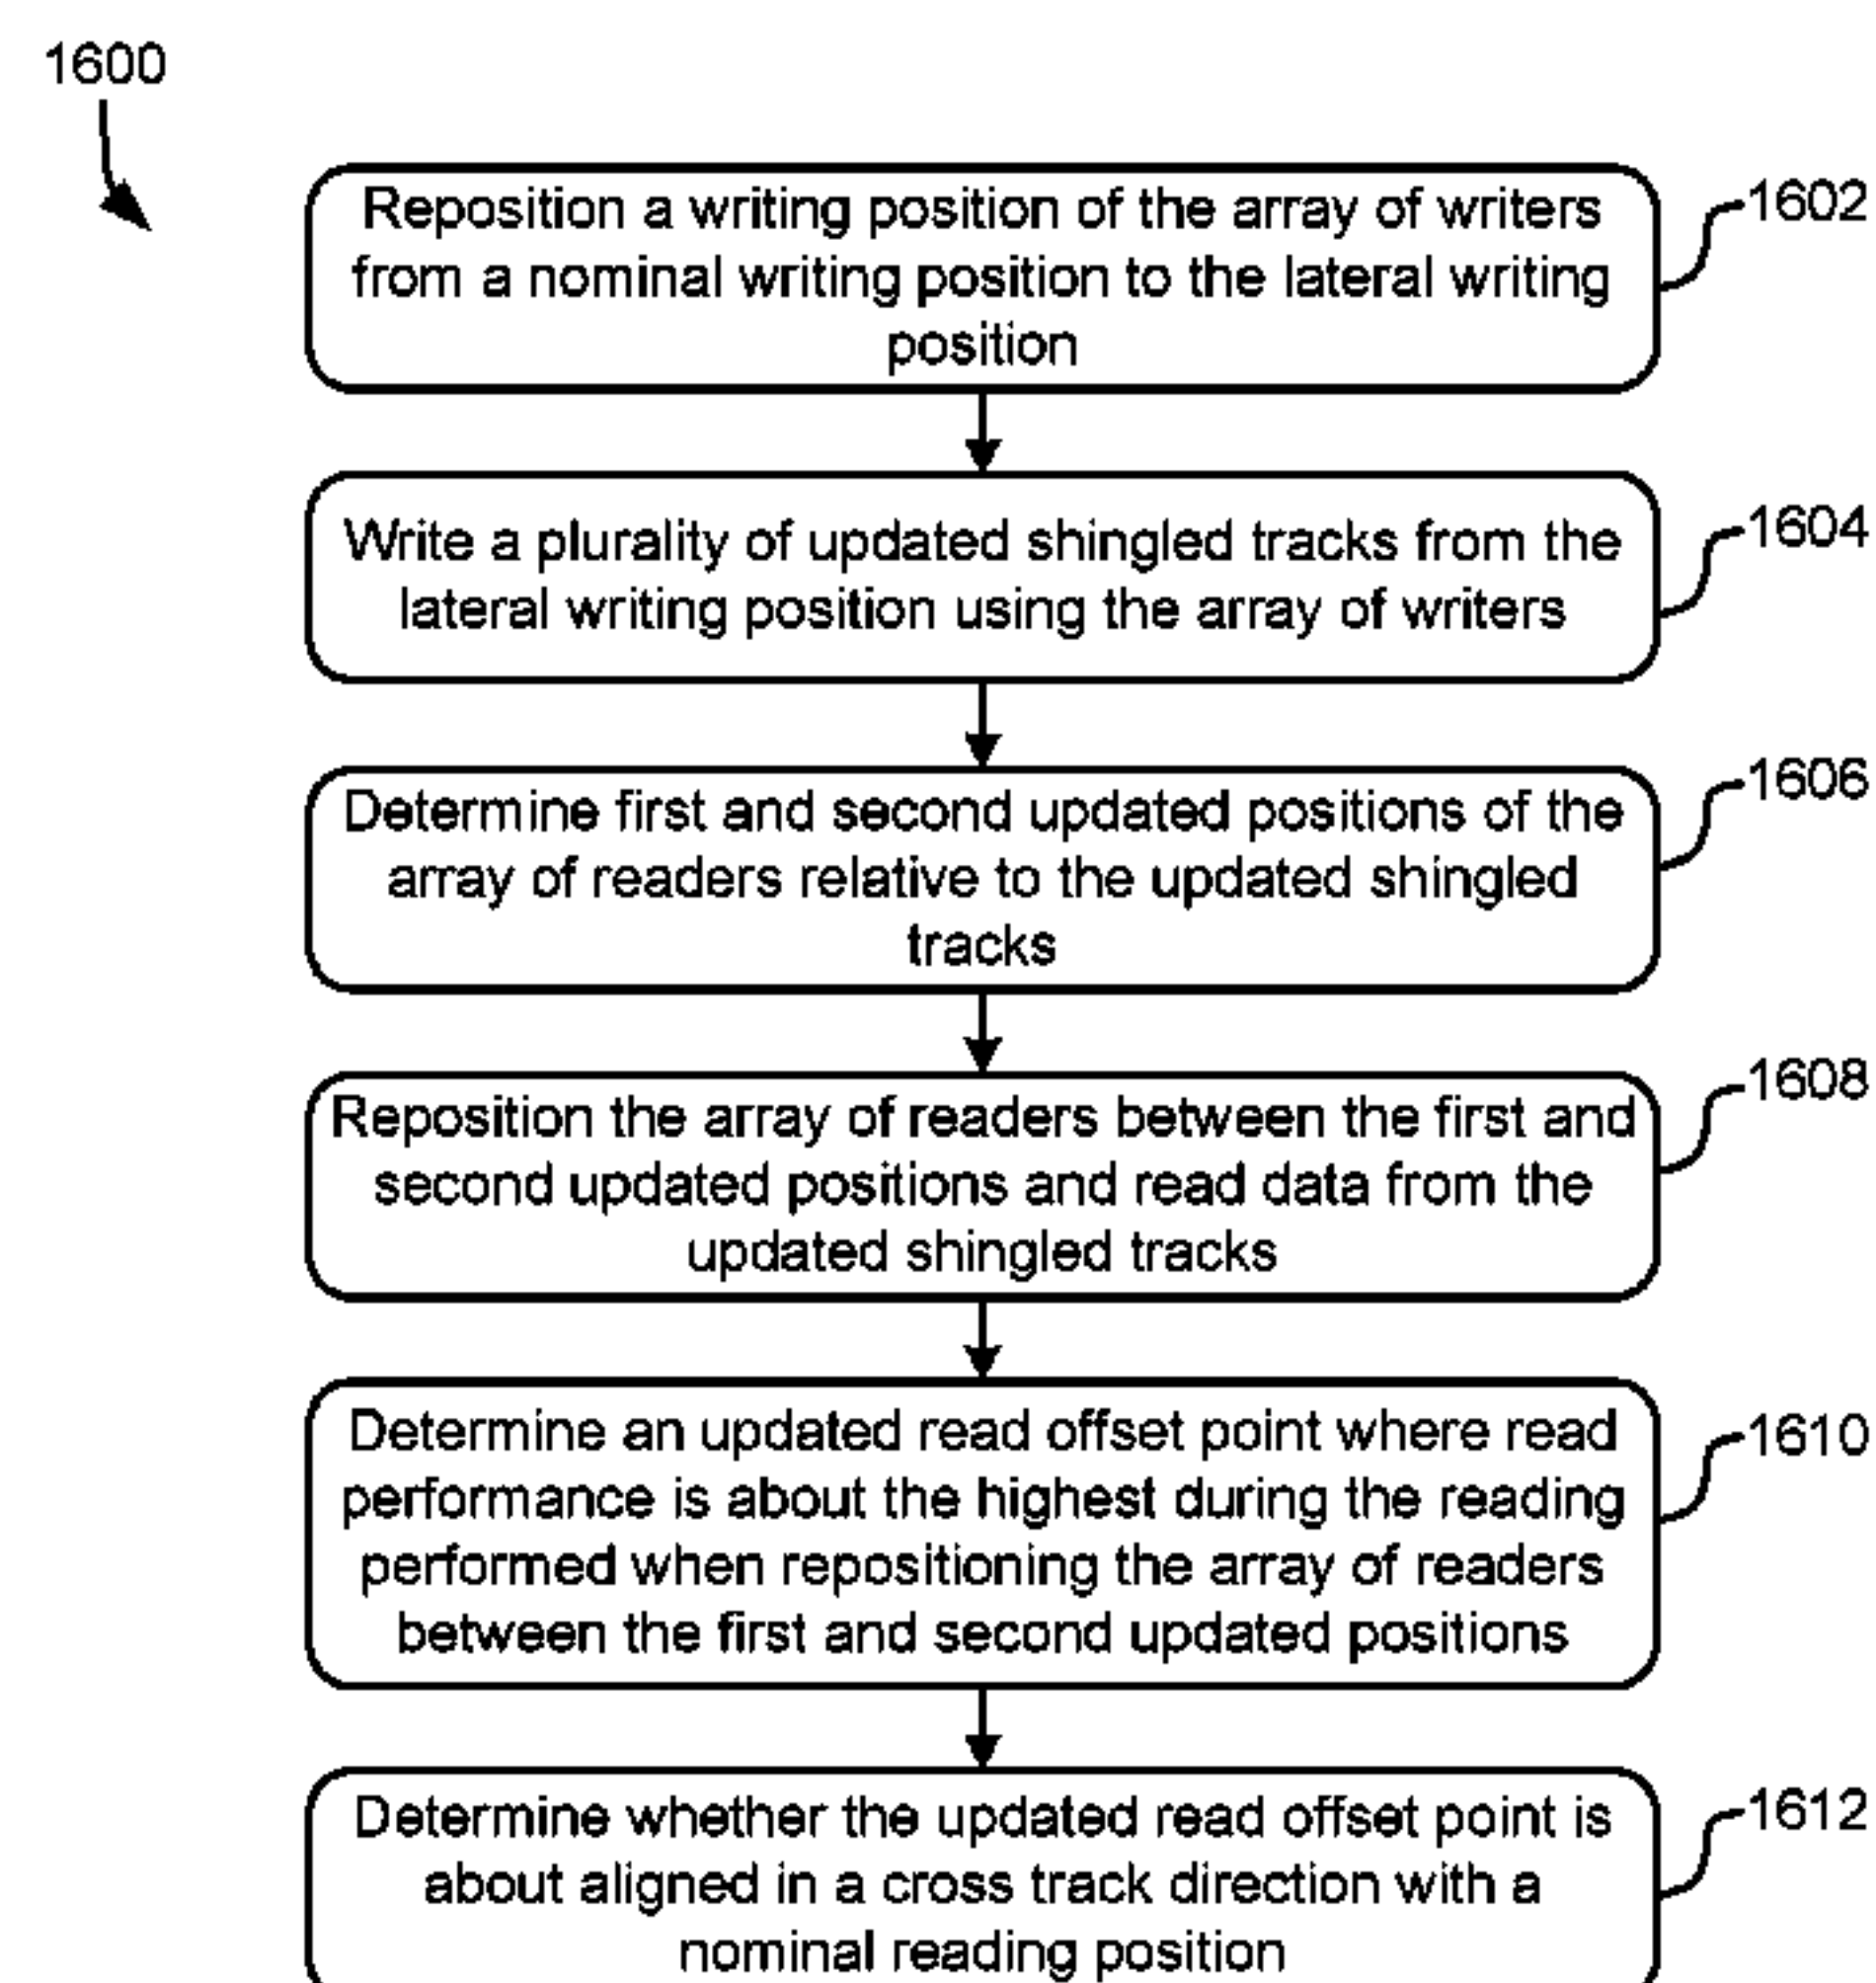 1600
Reposition a writing position of the array of writers
from a nominal writing position to the lateral writing
position
1602
Write a plurality of updated shingled tracks from the
lateral writing position using the array of writers
1604
Determine first and second updated positions of the
array of readers relative to the updated shingled
tracks
1606
Reposition the array of readers between the first and
second updated positions and read data from the
updated shingled tracks
1608
Determine an updated read offset point where read
performance is about the highest during the reading
performed when repositioning the array of readers
between the first and second updated positions
1610
Determine whether the updated read offset point is
about aligned in a cross track direction with a
nominal reading position
1612